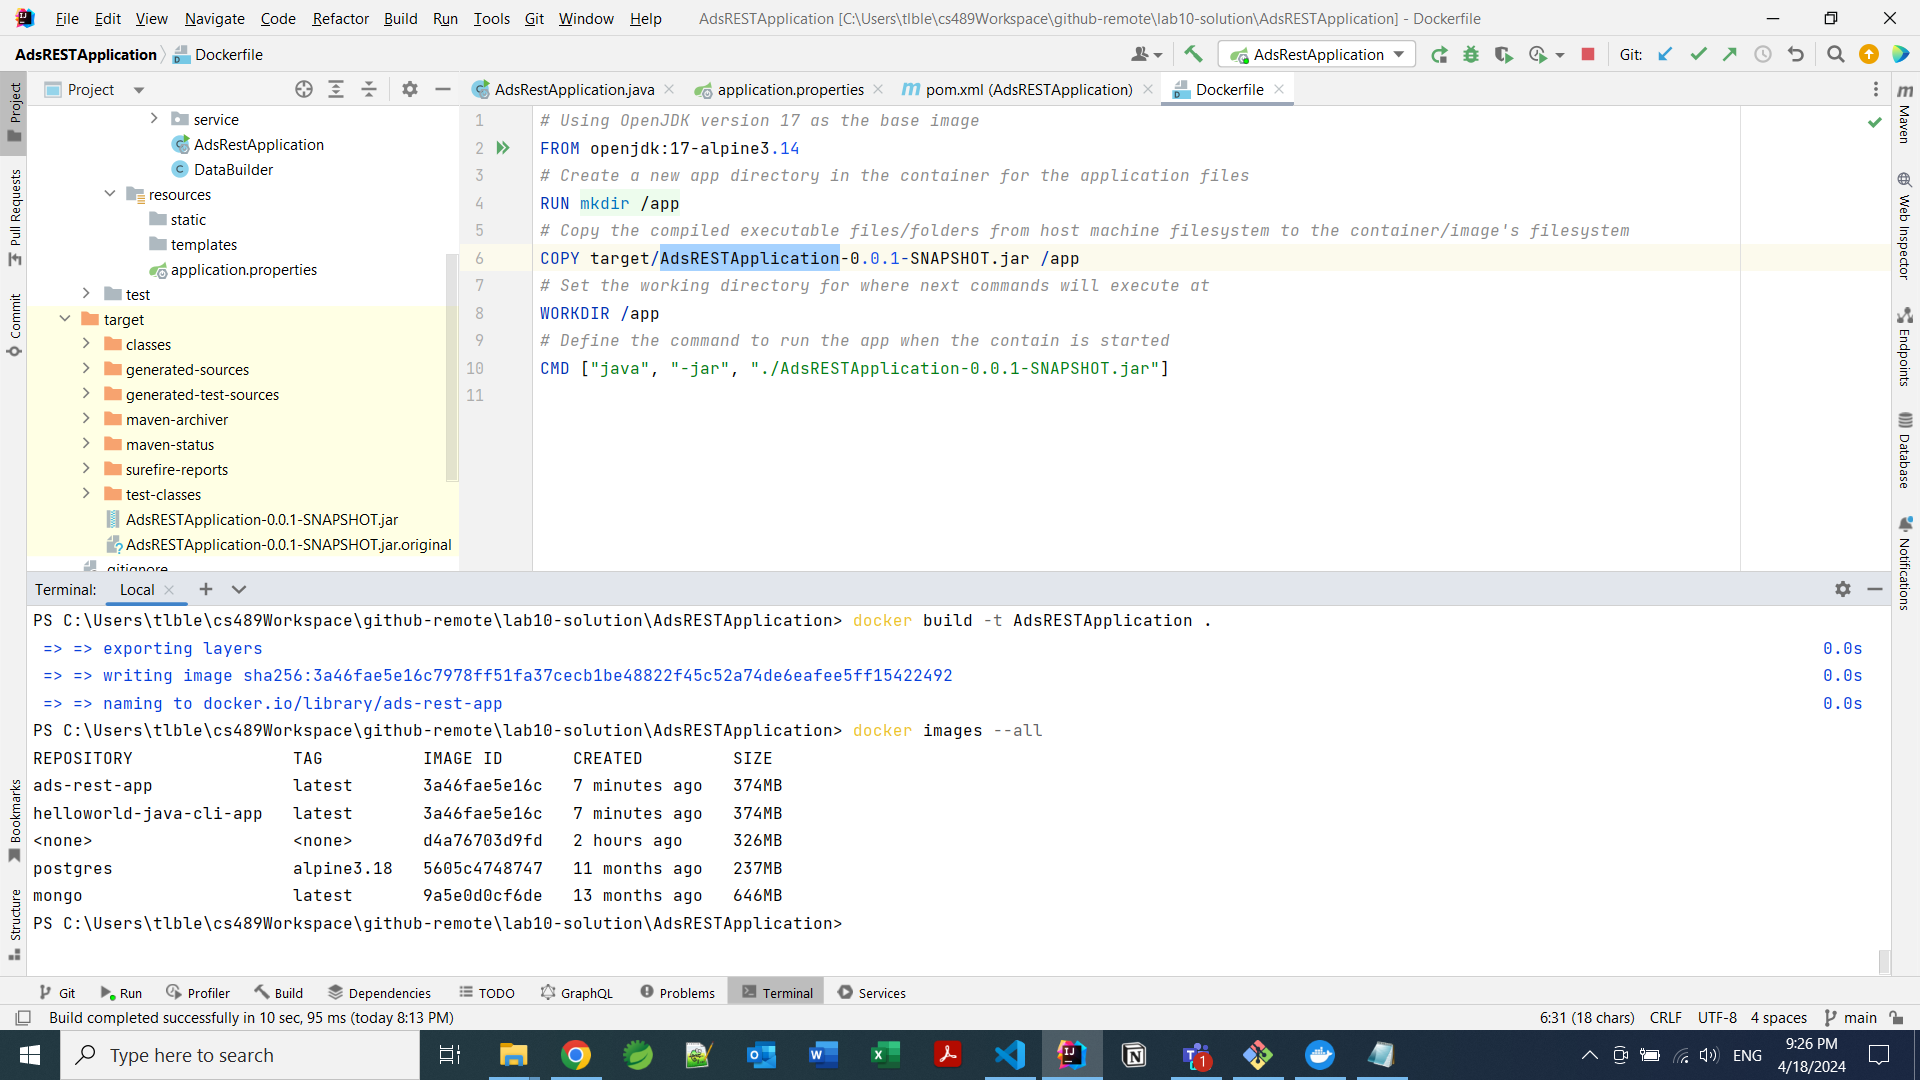 File Edit View Navigate Code Refactor Build Run Tools Git Window Help AdsRESTApplication [C:\Users\tlble\cs489Workspace\github-remote\lab10-solution\AdsRESTApplication] - Dockerfile
AdsRESTApplication Dockerfile AdsRestApplication Git:
Project AdsRestApplication.java application.properties pom.xml (AdsRESTApplication) Dockerfile
service
AdsRestApplication
DataBuilder
resources
static
templates
application.properties
test
target
classes
generated-sources
generated-test-sources
maven-archiver
maven-status
surefire-reports
test-classes
AdsRESTApplication-0.0.1-SNAPSHOT.jar
AdsRESTApplication-0.0.1-SNAPSHOT.jar.original
.gitignore
1 # Using OpenJDK version 17 as the base image
2 FROM openjdk:17-alpine3.14
3 # Create a new app directory in the container for the application files
4 RUN mkdir /app
5 # Copy the compiled executable files/folders from host machine filesystem to the container/image's filesystem
6 COPY target/AdsRESTApplication-0.0.1-SNAPSHOT.jar /app
7 # Set the working directory for where next commands will execute at
8 WORKDIR /app
9 # Define the command to run the app when the contain is started
10 CMD ["java", "-jar", "./AdsRESTApplication-0.0.1-SNAPSHOT.jar"]
11
Project
Pull Requests
Commit
Bookmarks
Structure
Maven
Web Inspector
Endpoints
Database
Notifications
Terminal: Local
PS C:\Users\tlble\cs489Workspace\github-remote\lab10-solution\AdsRESTApplication> docker build -t AdsRESTApplication .
=> => exporting layers 0.0s
=> => writing image sha256:3a46fae5e16c7978ff51fa37cecb1be48822f45c52a74de6eafee5ff15422492 0.0s
=> => naming to docker.io/library/ads-rest-app 0.0s
PS C:\Users\tlble\cs489Workspace\github-remote\lab10-solution\AdsRESTApplication> docker images --all
REPOSITORY TAG IMAGE ID CREATED SIZE
ads-rest-app latest 3a46fae5e16c 7 minutes ago 374MB
helloworld-java-cli-app latest 3a46fae5e16c 7 minutes ago 374MB
<none> <none> d4a76703d9fd 2 hours ago 326MB
postgres alpine3.18 5605c4748747 11 months ago 237MB
mongo latest 9a5e0d0cf6de 13 months ago 646MB
PS C:\Users\tlble\cs489Workspace\github-remote\lab10-solution\AdsRESTApplication>
Git Run Profiler Build Dependencies TODO GraphQL Problems Terminal Services
Build completed successfully in 10 sec, 95 ms (today 8:13 PM) 6:31 (18 chars) CRLF UTF-8 4 spaces main
Type here to search ENG 9:26 PM
4/18/2024